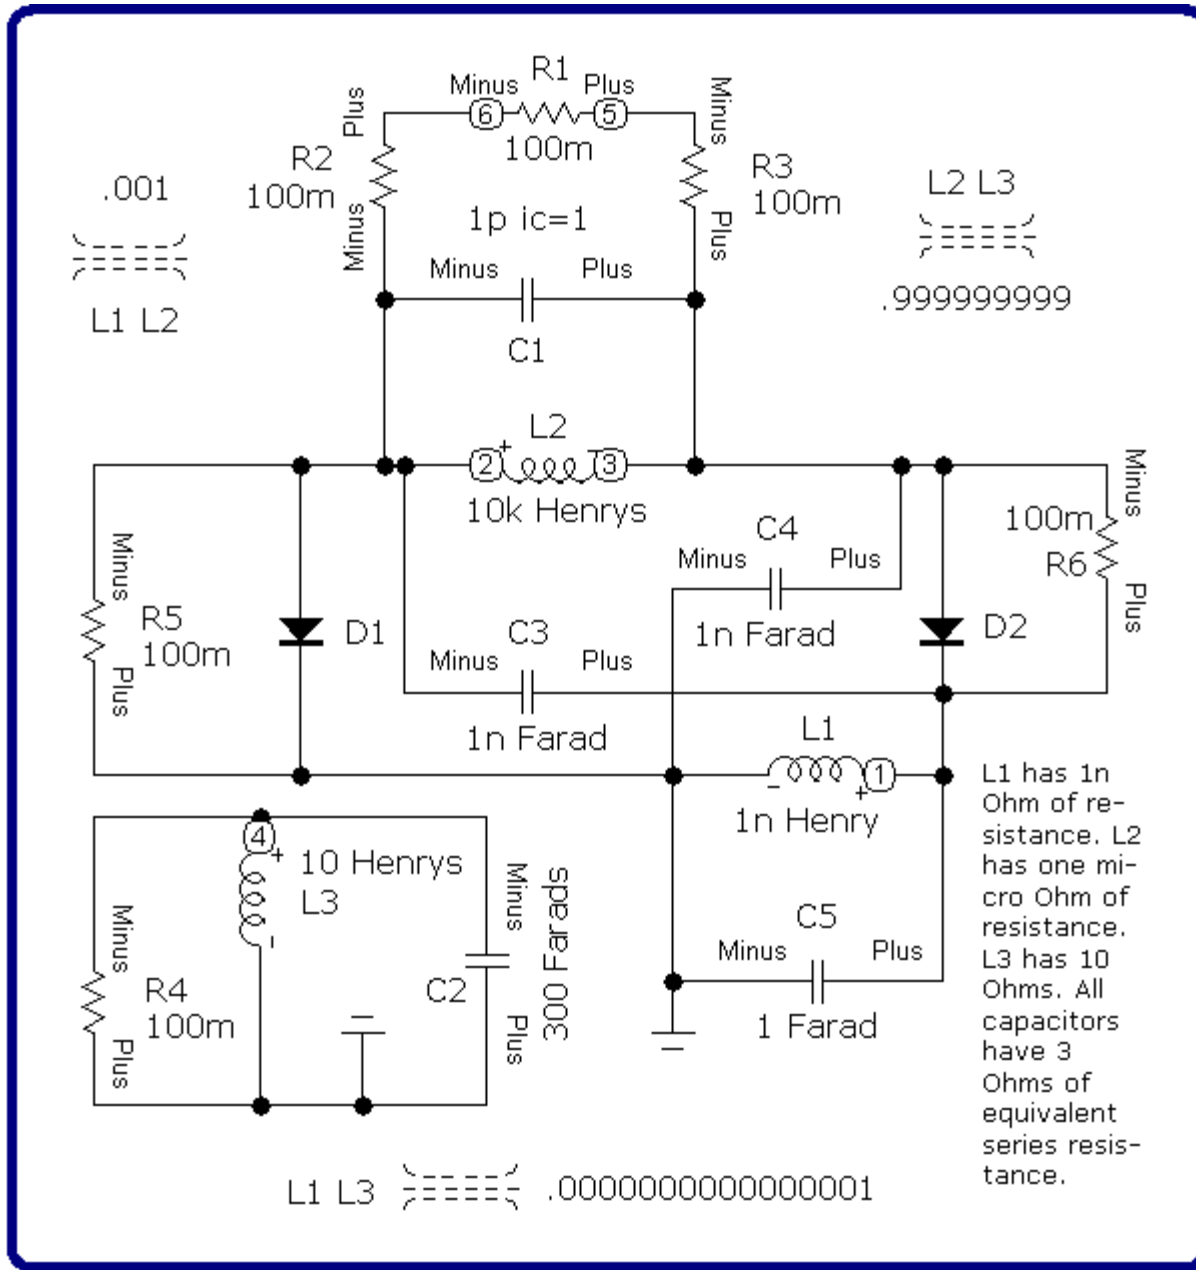 R1
Minus
Plus
6
5
100m
Plus
R2
100m
Minus
Minus
R3
100m
Plus
.001
L1 L2
L2 L3
.999999999
1p ic=1
Minus
Plus
C1
L2
+
-
2
3
10k Henrys
Minus
R5
100m
Plus
D1
C3
Minus
Plus
1n Farad
C4
Minus
Plus
1n Farad
D2
Minus
100m
R6
Plus
L1
-
+
1
1n Henry
C5
Minus
Plus
1 Farad
4
+
-
10 Henrys
L3
Minus
R4
100m
Plus
Minus
C2
Plus
300 Farads
L1 has 1n
Ohm of re-
sistance. L2
has one mi-
cro Ohm of
resistance.
L3 has 10
Ohms. All
capacitors
have 3
Ohms of
equivalent
series resis-
tance.
L1 L3
.0000000000000001